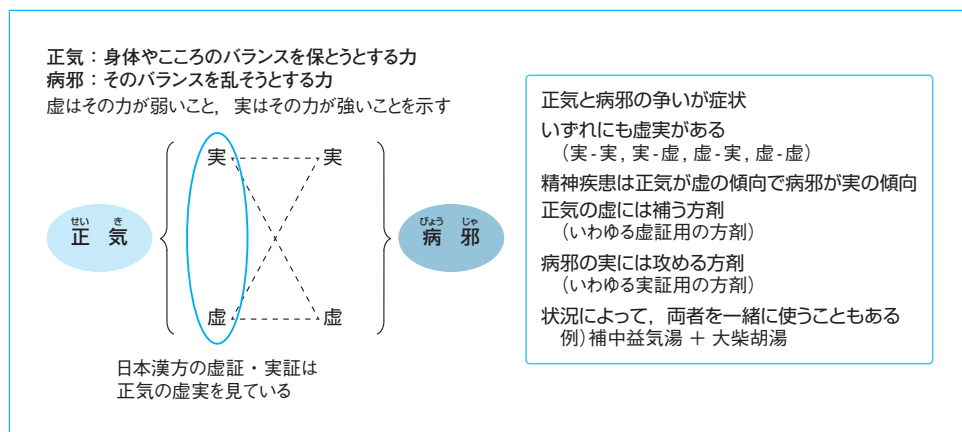 正気：身体やこころのバランスを保とうとする力
病邪：そのバランスを乱そうとする力
虚はその力が弱いこと，実はその力が強いことを示す
実 実
せい き
正 気
びょう じゃ
病 邪
虚 虚
日本漢方の虚証・実証は
正気の虚実を見ている
正気と病邪の争いが症状
いずれにも虚実がある
（実-実，実-虚，虚-実，虚-虚）
精神疾患は正気が虚の傾向で病邪が実の傾向
正気の虚には補う方剤
（いわゆる虚証用の方剤）
病邪の実には攻める方剤
（いわゆる実証用の方剤）
状況によって，両者を一緒に使うこともある
例）補中益気湯 ＋ 大柴胡湯